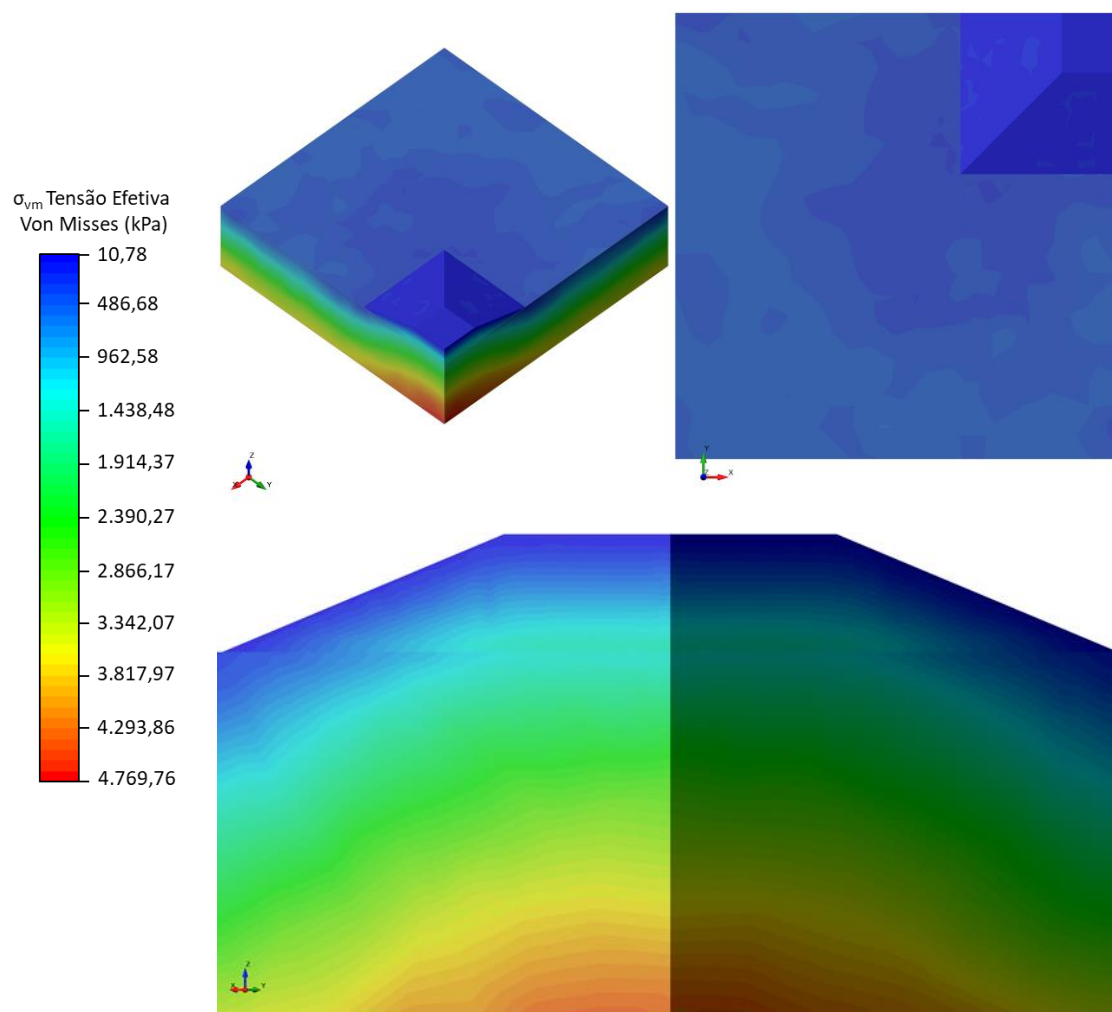 σvm Tensão Efetiva
Von Misses (kPa)
10,78
486,68
962,58
1.438,48
1.914,37
2.390,27
2.866,17
3.342,07
3.817,97
4.293,86
4.769,76
Z
X
Y
Y
Z
X
Z
X
Y